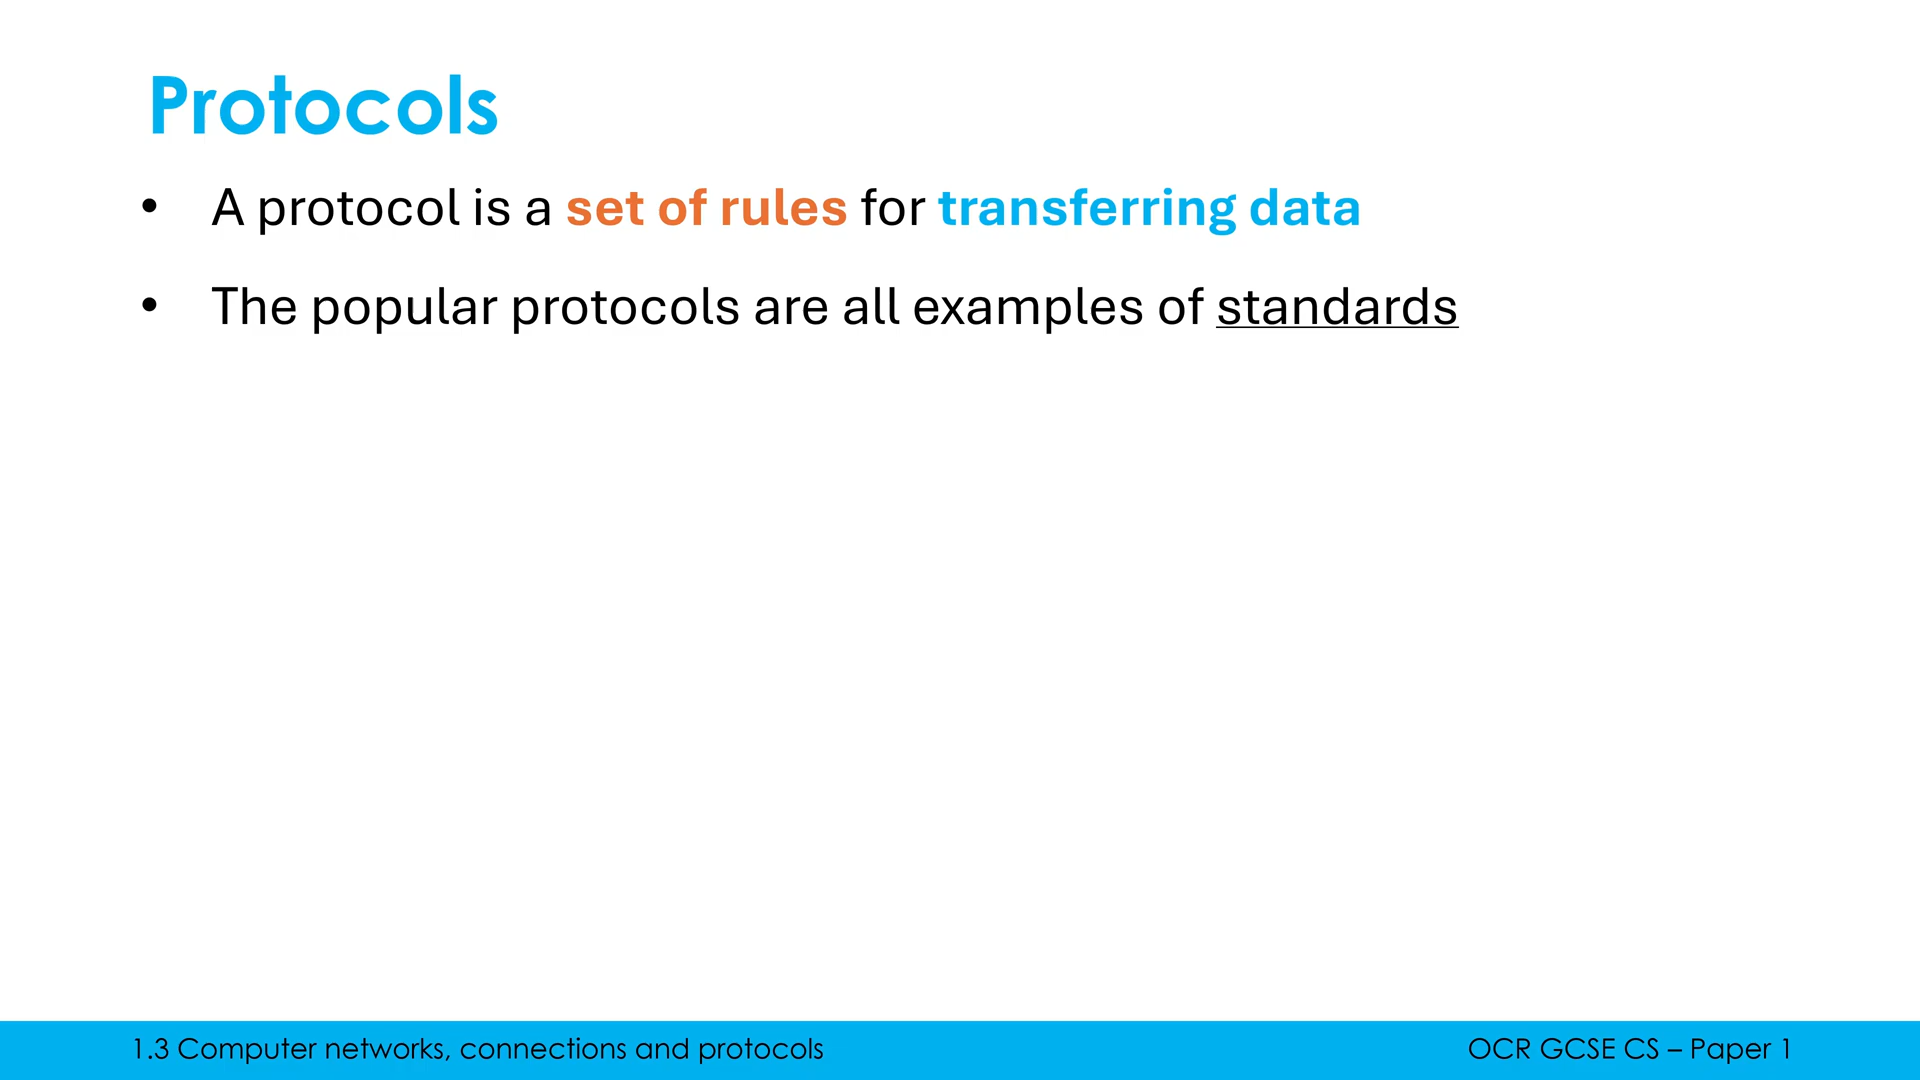 Protocols
• A protocol is a set of rules for transferring data
• The popular protocols are all examples of standards
1.3 Computer networks, connections and protocols
OCR GCSE CS – Paper 1